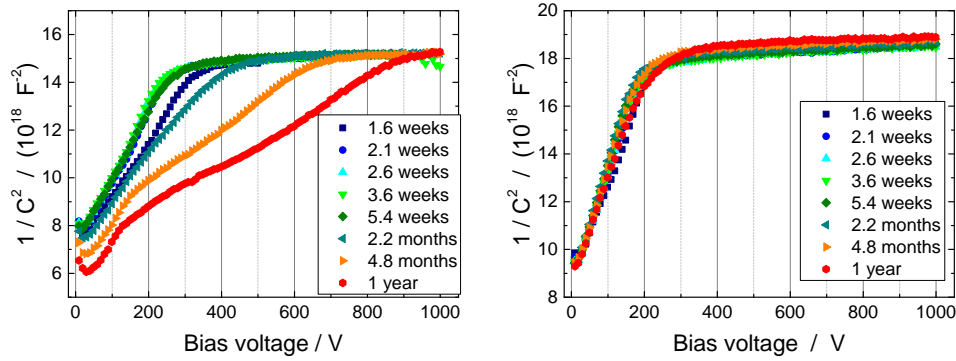 1 / C² / (10¹⁸ F⁻²)
16
14
12
10
8
6
0 200 400 600 800 1000
Bias voltage / V
1.6 weeks
2.1 weeks
2.6 weeks
3.6 weeks
5.4 weeks
2.2 months
4.8 months
1 year
1 / C² / (10¹⁸ F⁻²)
20
18
16
14
12
10
8
0 200 400 600 800 1000
Bias voltage / V
1.6 weeks
2.1 weeks
2.6 weeks
3.6 weeks
5.4 weeks
2.2 months
4.8 months
1 year